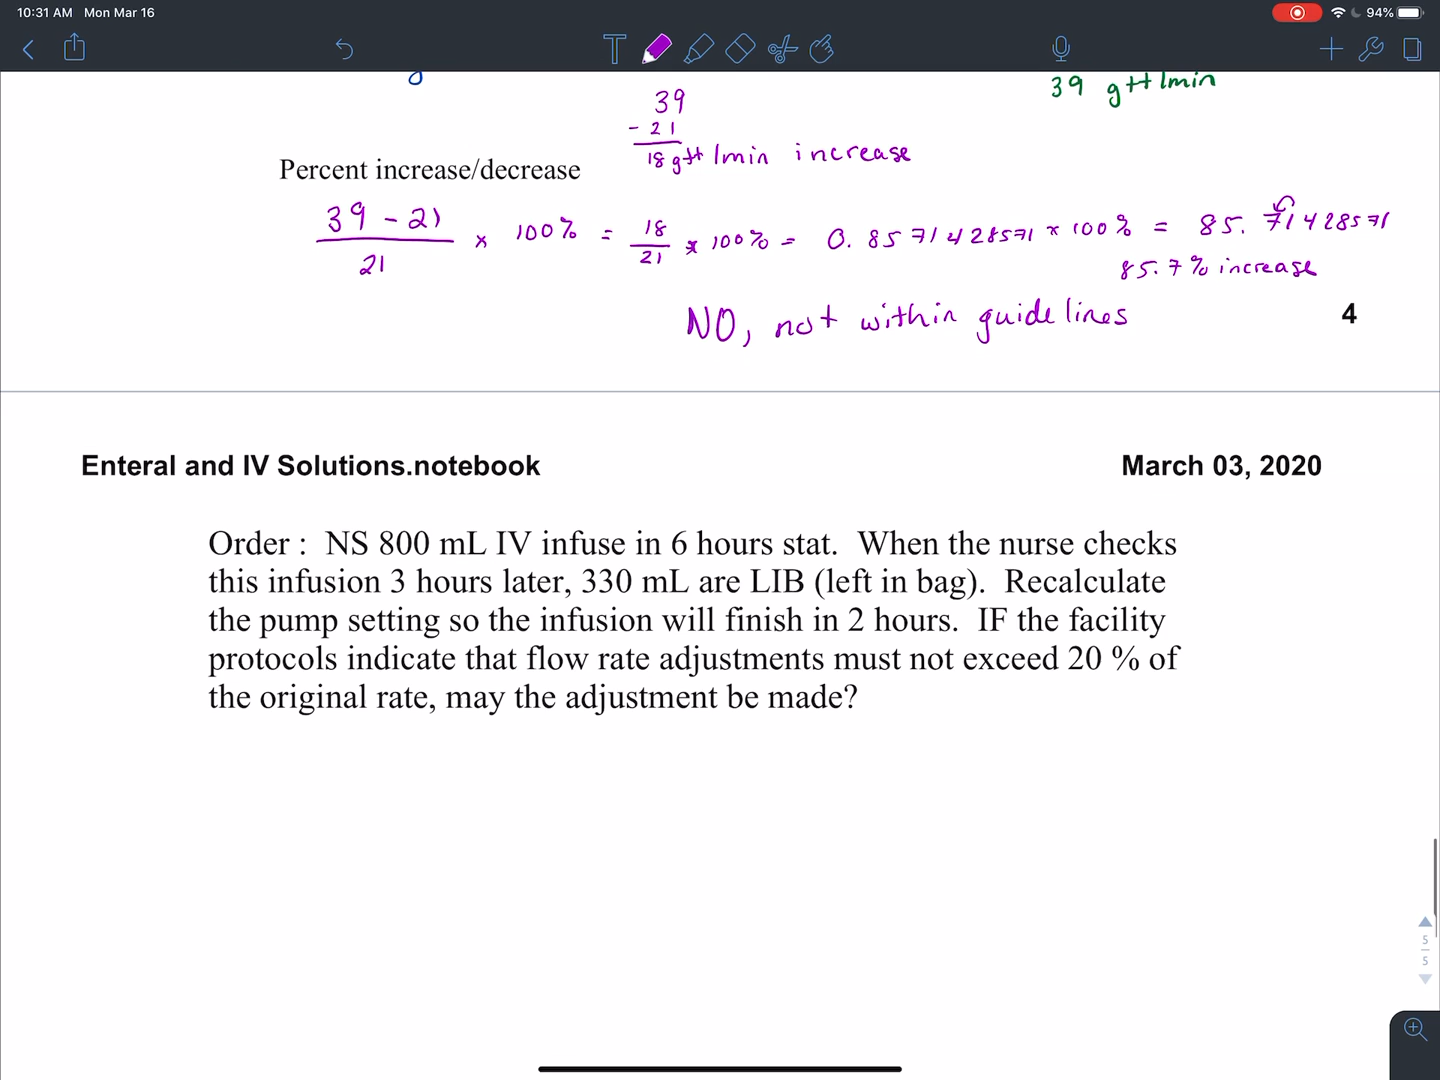 10:31 AM Mon Mar 16
94%
T
39 gtt/min
39
- 21
18 gtt/min increase
Percent increase/decrease
39 - 21
21
x 100% = 18
21
x 100% = 0.8571428571 x 100% = 85.71428571
85.7% increase
NO, not within guidelines
4
Enteral and IV Solutions.notebook
March 03, 2020
Order : NS 800 mL IV infuse in 6 hours stat. When the nurse checks
this infusion 3 hours later, 330 mL are LIB (left in bag). Recalculate
the pump setting so the infusion will finish in 2 hours. IF the facility
protocols indicate that flow rate adjustments must not exceed 20 % of
the original rate, may the adjustment be made?
5
5